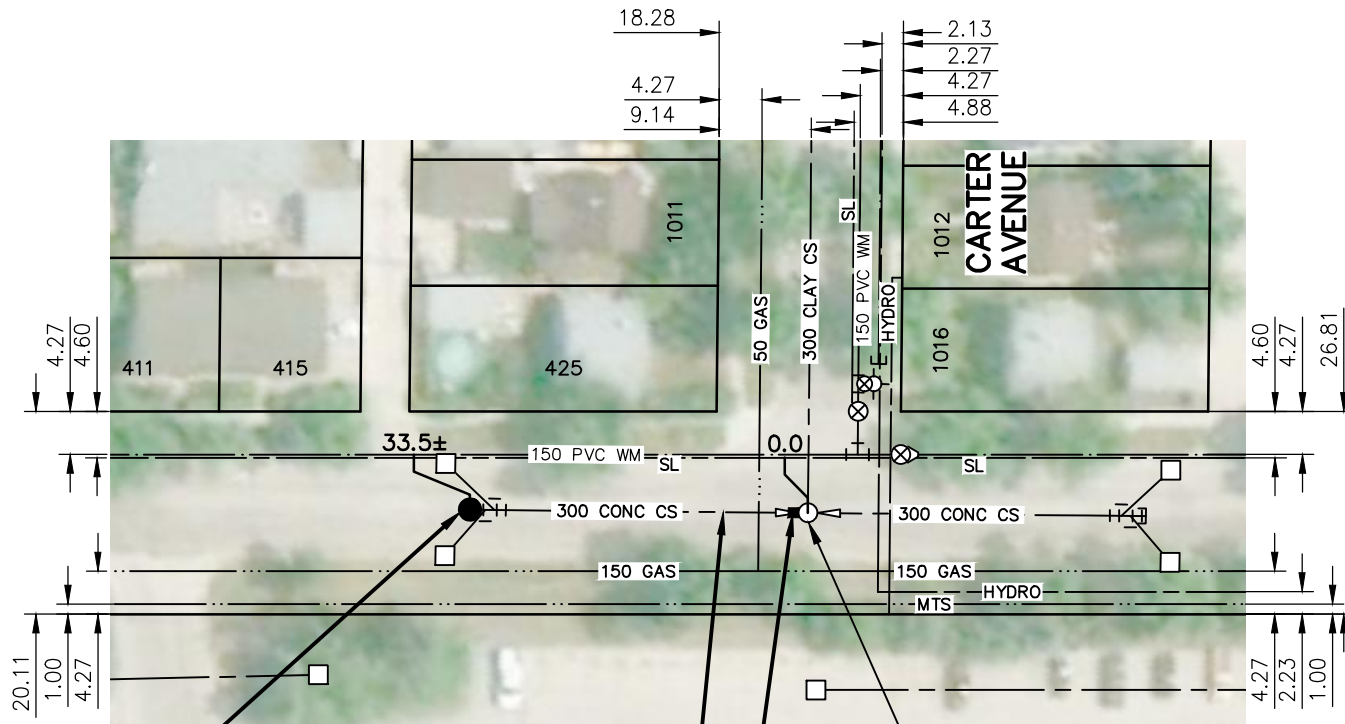 18.28
2.13
2.27
4.27
4.27
9.14
4.88
CARTER
AVENUE
1011
1012
SL
150 PVC WM
HYDRO
300 CLAY CS
50 GAS
1016
411
415
425
4.27
4.60
4.60
4.27
26.81
33.5±
0.0
150 PVC WM
SL
SL
300 CONC CS
300 CONC CS
150 GAS
150 GAS
HYDRO
MTS
20.11
1.00
4.27
4.27
2.23
1.00